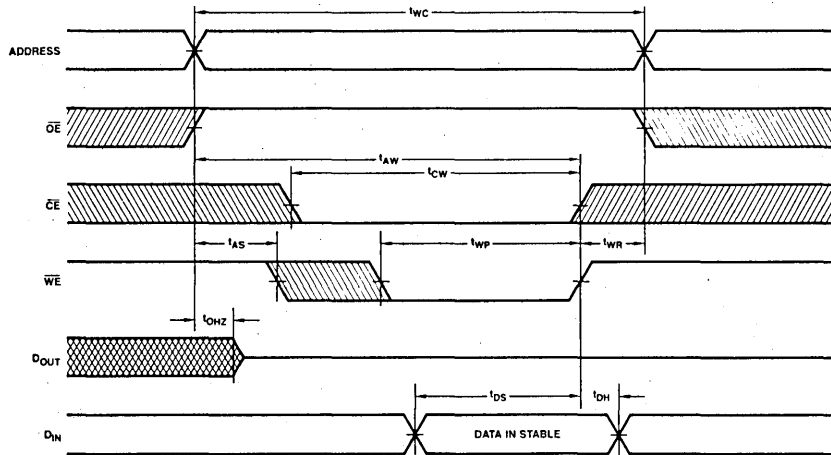 tWC
ADDRESS
OE
tAW
tCW
CE
tAS
tWP
tWR
WE
tOHZ
DOUT
tDS
tDH
DIN
DATA IN STABLE